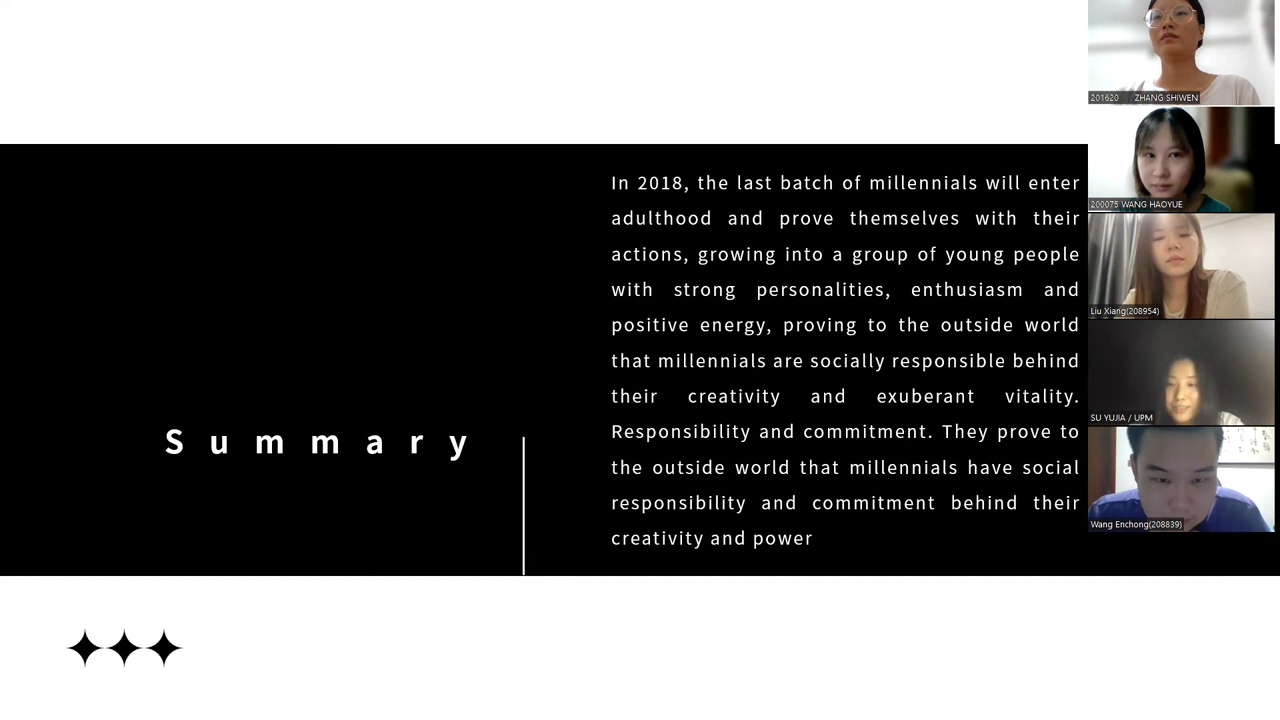 Summary
In 2018, the last batch of millennials will enter
adulthood and prove themselves with their
actions, growing into a group of young people
with strong personalities, enthusiasm and
positive energy, proving to the outside world
that millennials are socially responsible behind
their creativity and exuberant vitality.
Responsibility and commitment. They prove to
the outside world that millennials have social
responsibility and commitment behind their
creativity and power
201620 ZHANG SHIWEN
200075 WANG HAOYUE
Liu Xiang(208954)
SU YUJIA / UPM
Wang Enchong(208839)